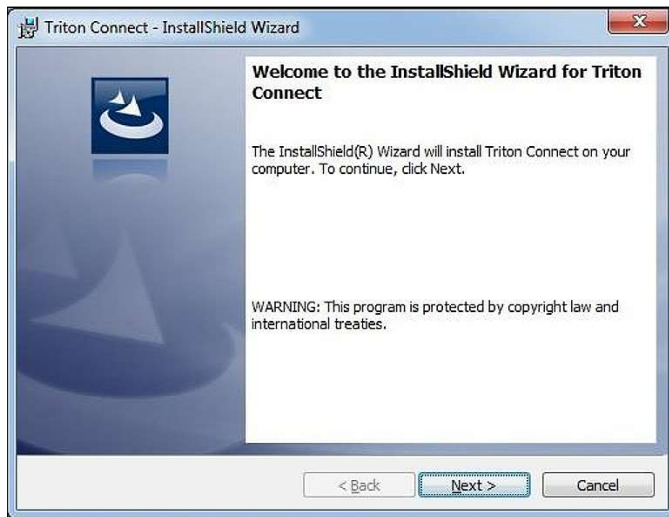 Triton Connect - InstallShield Wizard
Welcome to the InstallShield Wizard for Triton
Connect
The InstallShield(R) Wizard will install Triton Connect on your
computer. To continue, click Next.
WARNING: This program is protected by copyright law and
international treaties.
< Back
Next >
Cancel